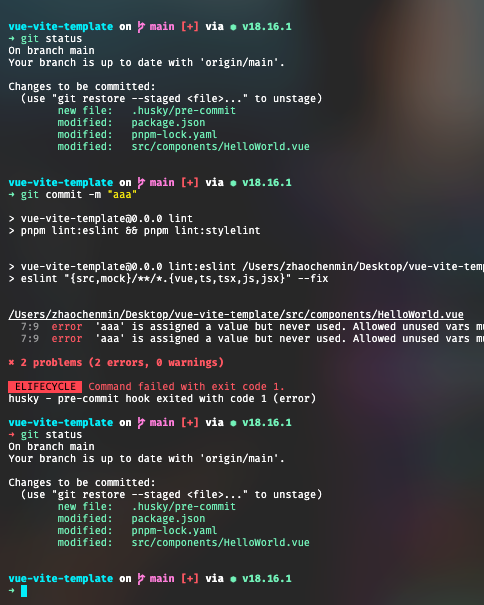 vue-vite-template on main [+] via ● v18.16.1
➜ git status
On branch main
Your branch is up to date with 'origin/main'.
Changes to be committed:
(use "git restore --staged <file>..." to unstage)
new file: .husky/pre-commit
modified: package.json
modified: pnpm-lock.yaml
modified: src/components/HelloWorld.vue
vue-vite-template on main [+] via ● v18.16.1
➜ git commit -m "aaa"
> vue-vite-template@0.0.0 lint
> pnpm lint:eslint && pnpm lint:stylelint
> vue-vite-template@0.0.0 lint:eslint /Users/zhaochenmin/Desktop/vue-vite-temp
> eslint "{src,mock}/**/*.{vue,ts,tsx,js,jsx}" --fix
/Users/zhaochenmin/Desktop/vue-vite-template/src/components/HelloWorld.vue
7:9 error 'aaa' is assigned a value but never used. Allowed unused vars mu
7:9 error 'aaa' is assigned a value but never used. Allowed unused vars mu
✖ 2 problems (2 errors, 0 warnings)
ELIFECYCLE Command failed with exit code 1.
husky - pre-commit hook exited with code 1 (error)
vue-vite-template on main [+] via ● v18.16.1
➜ git status
On branch main
Your branch is up to date with 'origin/main'.
Changes to be committed:
(use "git restore --staged <file>..." to unstage)
new file: .husky/pre-commit
modified: package.json
modified: pnpm-lock.yaml
modified: src/components/HelloWorld.vue
vue-vite-template on main [+] via ● v18.16.1
➜